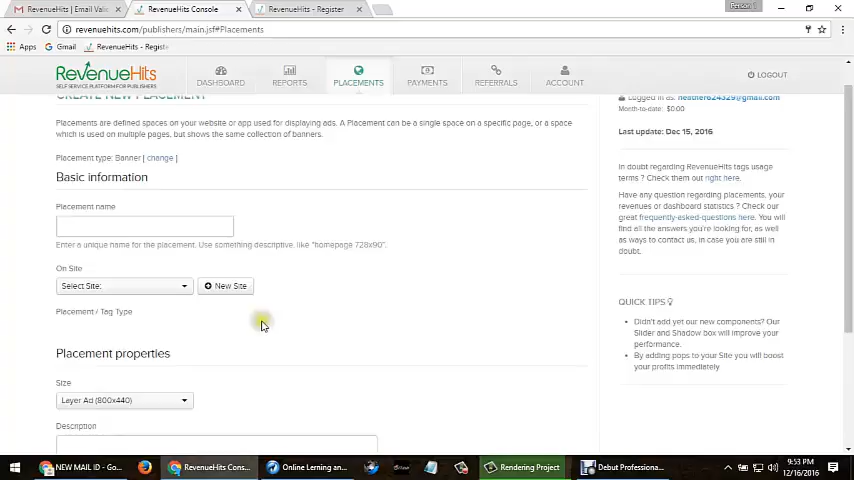 RevenueHits | Email Valid
RevenueHits Console
RevenueHits - Register
Person 1
revenuehits.com/publishers/main.jsf#Placements
Apps
Gmail
RevenueHits - Registe
RevenueHits
SELF SERVICE PLATFORM FOR PUBLISHERS
DASHBOARD
REPORTS
PLACEMENTS
PAYMENTS
REFERRALS
ACCOUNT
LOGOUT
CREATE NEW PLACEMENT
Placements are defined spaces on your website or app used for displaying ads. A Placement can be a single space on a specific page, or a space
which is used on multiple pages, but shows the same collection of banners.
Placement type: Banner [ change ]
Basic information
Placement name
Enter a unique name for the placement. Use something descriptive, like "homepage 728x90".
On Site
Select Site:
New Site
Placement / Tag Type
Placement properties
Size
Layer Ad (800x440)
Description
Logged in as: heather624329@gmail.com
Month-to-date: $0.00
Last update: Dec 15, 2016
In doubt regarding RevenueHits tags usage
terms ? Check them out right here.
Have any question regarding placements, your
revenues or dashboard statistics ? Check our
great frequently-asked-questions here. You will
find all the answers you're looking for, as well
as ways to contact us, in case you are still in
doubt.
QUICK TIPS
Didn't add yet our new components? Our
Slider and Shadow box will improve your
performance.
By adding pops to your Site you will boost
your profits immediately
NEW MAIL ID - Go...
RevenueHits Cons...
Online Lerning an...
Rendering Project
Debut Professiona...
9:53 PM
12/16/2016